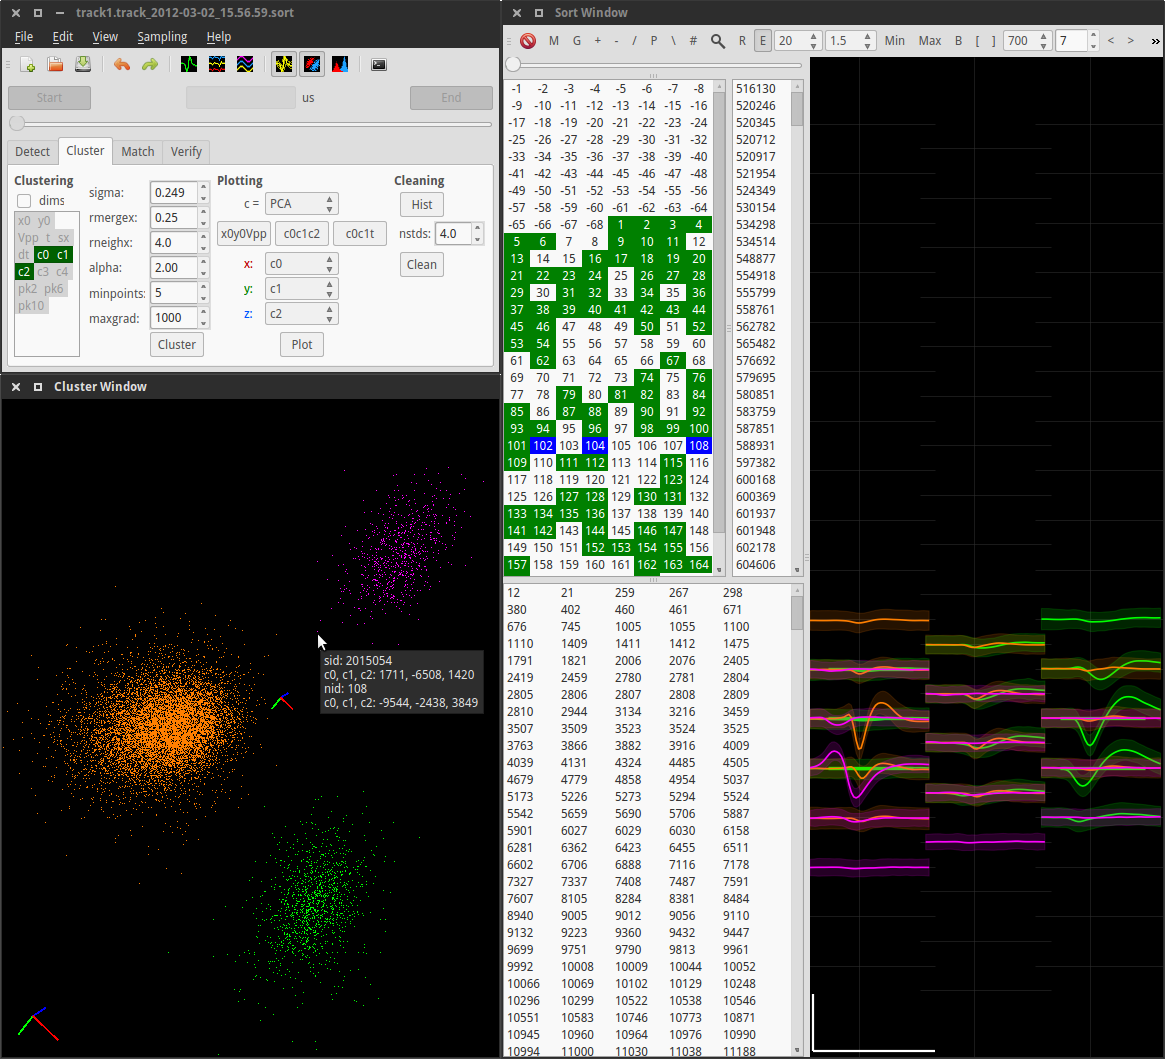 track1.track_2012-03-02_15.56.59.sort
File Edit View Sampling Help
Start us End
Detect Cluster Match Verify
Clustering
dims
x0 y0
Vpp t sx
dt c0 c1
c2 c3 c4
pk2 pk6
pk10
sigma: 0.249
rmergex: 0.25
rneighx: 4.0
alpha: 2.00
minpoints: 5
maxgrad: 1000
Cluster
Plotting
c = PCA
x0y0Vpp c0c1c2 c0c1t
x: c0
y: c1
z: c2
Plot
Cleaning
Hist
nstds: 4.0
Clean
Cluster Window
sid: 2015054
c0, c1, c2: 1711, -6508, 1420
nid: 108
c0, c1, c2: -9544, -2438, 3849
Sort Window
M G + - / P \ # R E 20 1.5 Min Max B [ ] 700 7 < > »
-1 -2 -3 -4 -5 -6 -7 -8
-9 -10 -11 -12 -13 -14 -15 -16
-17 -18 -19 -20 -21 -22 -23 -24
-25 -26 -27 -28 -29 -30 -31 -32
-33 -34 -35 -36 -37 -38 -39 -40
-41 -42 -43 -44 -45 -46 -47 -48
-49 -50 -51 -52 -53 -54 -55 -56
-57 -58 -59 -60 -61 -62 -63 -64
-65 -66 -67 -68 1 2 3 4
5 6 7 8 9 10 11 12
13 14 15 16 17 18 19 20
21 22 23 24 25 26 27 28
29 30 31 32 33 34 35 36
37 38 39 40 41 42 43 44
45 46 47 48 49 50 51 52
53 54 55 56 57 58 59 60
61 62 63 64 65 66 67 68
69 70 71 72 73 74 75 76
77 78 79 80 81 82 83 84
85 86 87 88 89 90 91 92
93 94 95 96 97 98 99 100
101 102 103 104 105 106 107 108
109 110 111 112 113 114 115 116
117 118 119 120 121 122 123 124
125 126 127 128 129 130 131 132
133 134 135 136 137 138 139 140
141 142 143 144 145 146 147 148
149 150 151 152 153 154 155 156
157 158 159 160 161 162 163 164
516130
520246
520345
520712
520917
521954
524349
530154
534298
534514
548877
554918
555799
558761
562782
565482
576692
579695
580851
583759
587851
588931
597382
600168
600369
601937
601948
602178
604606
12 21 259 267 298
380 402 460 461 671
676 745 1005 1055 1100
1110 1409 1411 1412 1475
1791 1821 2006 2076 2405
2419 2459 2780 2781 2804
2805 2806 2807 2808 2809
2810 2944 3134 3216 3459
3507 3509 3523 3524 3525
3763 3866 3882 3916 4009
4039 4131 4324 4485 4505
4679 4779 4858 4954 5037
5173 5226 5273 5294 5524
5542 5659 5690 5706 5887
5901 6027 6029 6030 6158
6281 6362 6423 6455 6511
6602 6706 6888 7116 7178
7327 7337 7408 7487 7591
7607 8105 8284 8381 8484
8940 9005 9012 9056 9110
9132 9223 9360 9432 9447
9699 9751 9790 9813 9961
9992 10008 10009 10044 10052
10066 10069 10102 10129 10248
10296 10299 10522 10538 10546
10551 10583 10746 10773 10871
10945 10960 10964 10976 10990
10994 11000 11030 11038 11188